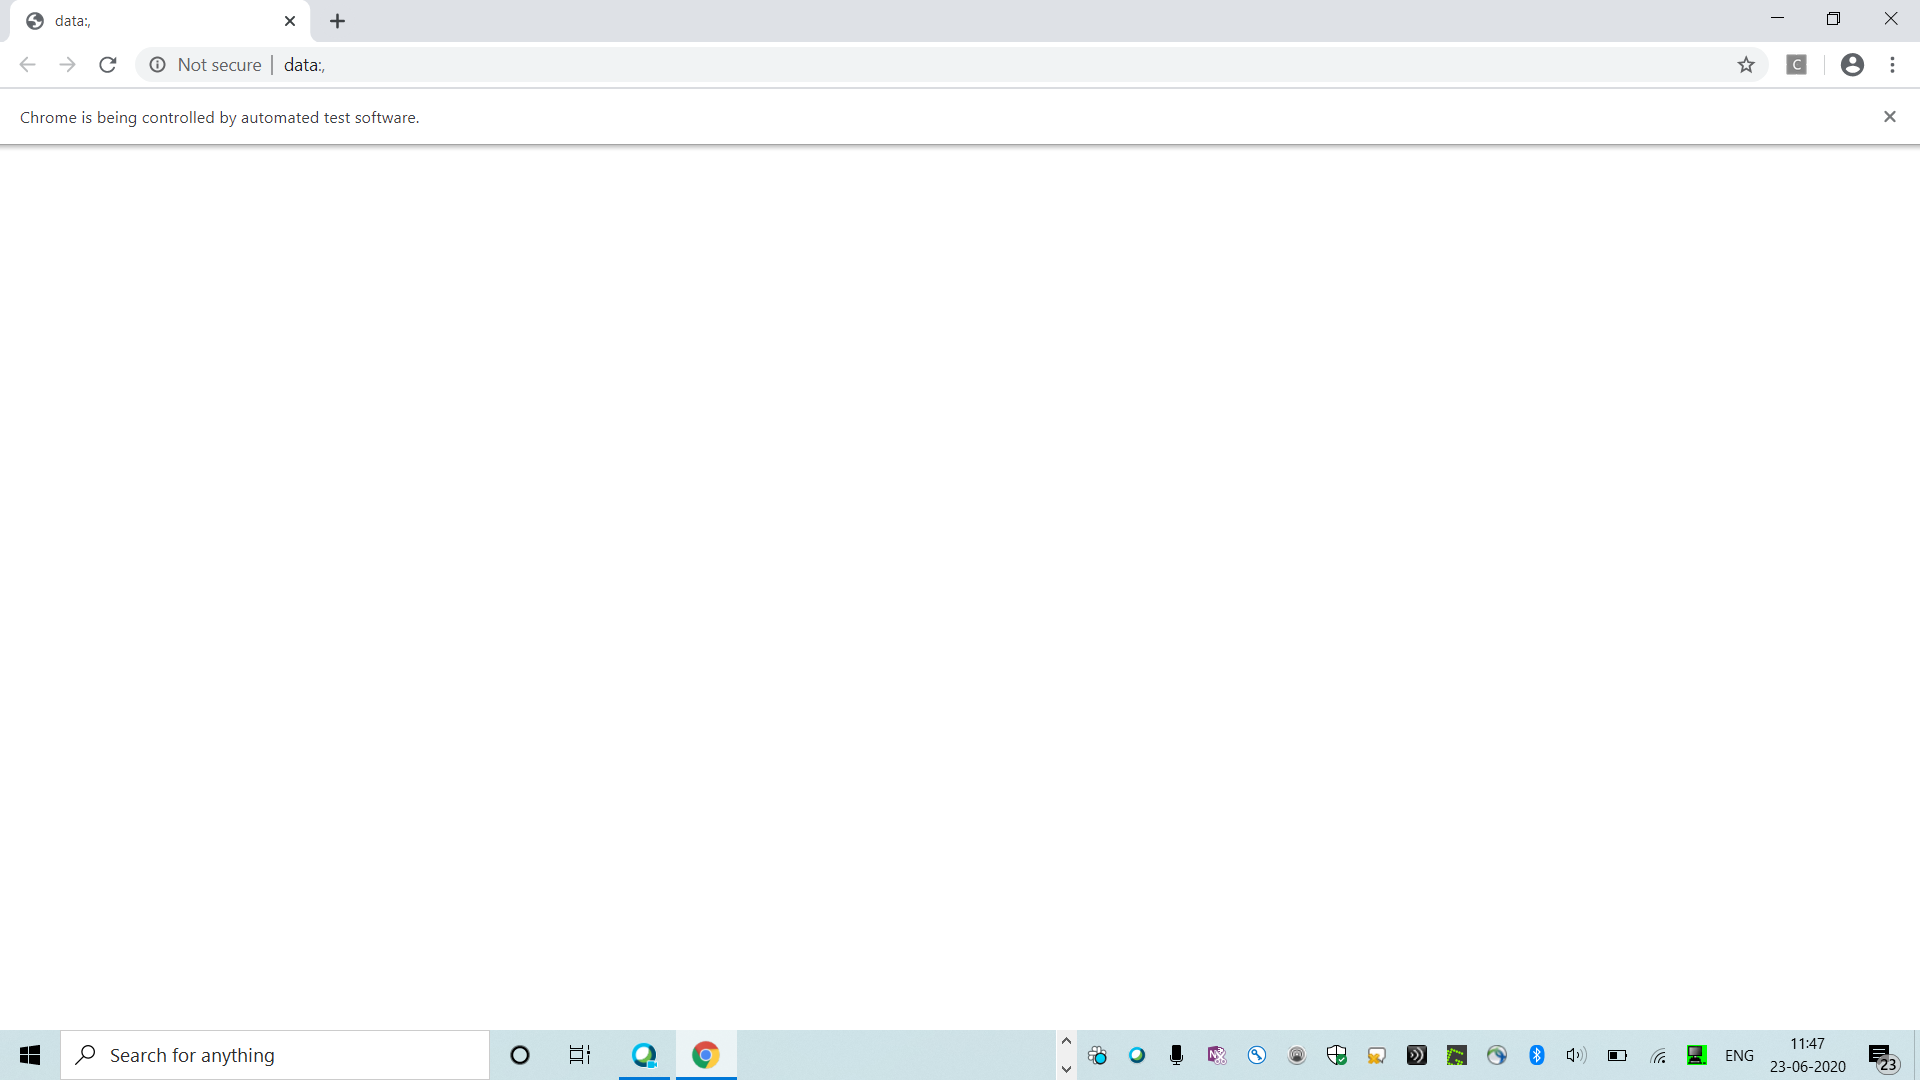 data:,
Not secure | data:,
C
Chrome is being controlled by automated test software.
Search for anything
ENG
11:47
23-06-2020
23